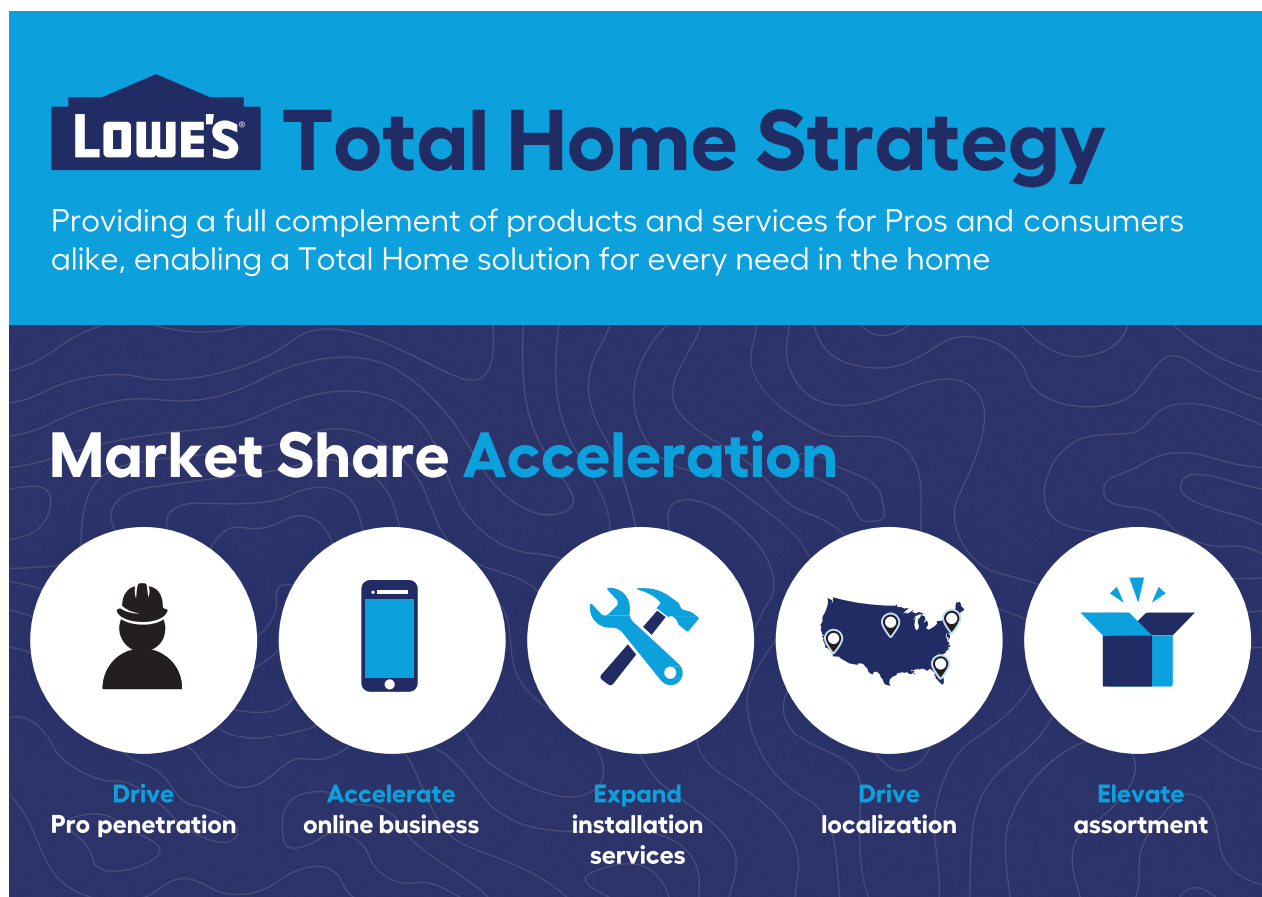 LOWE'S®
Total Home Strategy
Providing a full complement of products and services for Pros and consumers
alike, enabling a Total Home solution for every need in the home
Market Share Acceleration
Drive
Pro penetration
Accelerate
online business
Expand
installation
services
Drive
localization
Elevate
assortment